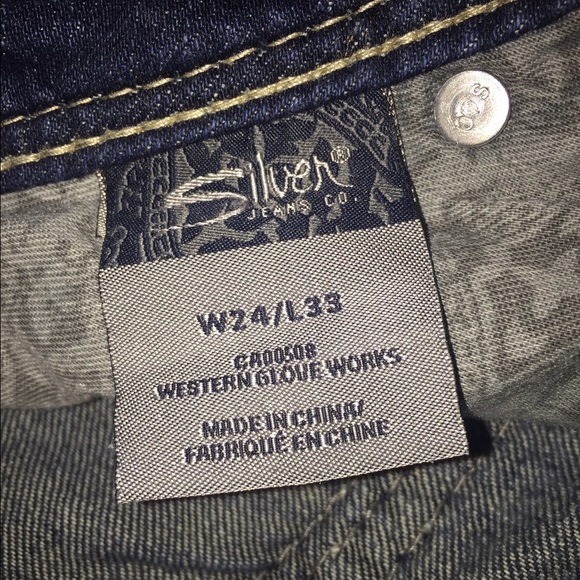 Silver®
JEANS CO.
W24/L33
CA00508
WESTERN GLOVE WORKS
MADE IN CHINA/
FABRIQUÉ EN CHINE